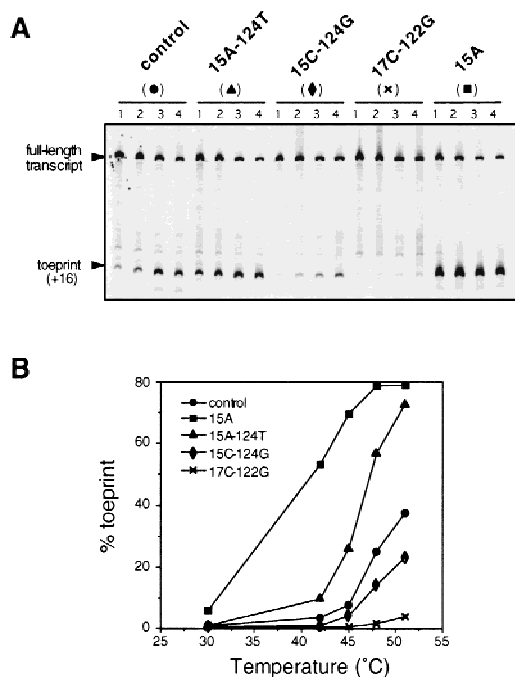 A
control 15A-124T 15C-124G 17C-122G 15A
(●) (▲) (♦) (×) (■)
1 2 3 4 1 2 3 4 1 2 3 4 1 2 3 4 1 2 3 4
full-length
transcript
toeprint
(+16)
B
80
60
40
20
0
% toeprint
control
15A
15A-124T
15C-124G
17C-122G
25 30 35 40 45 50 55
Temperature (°C)